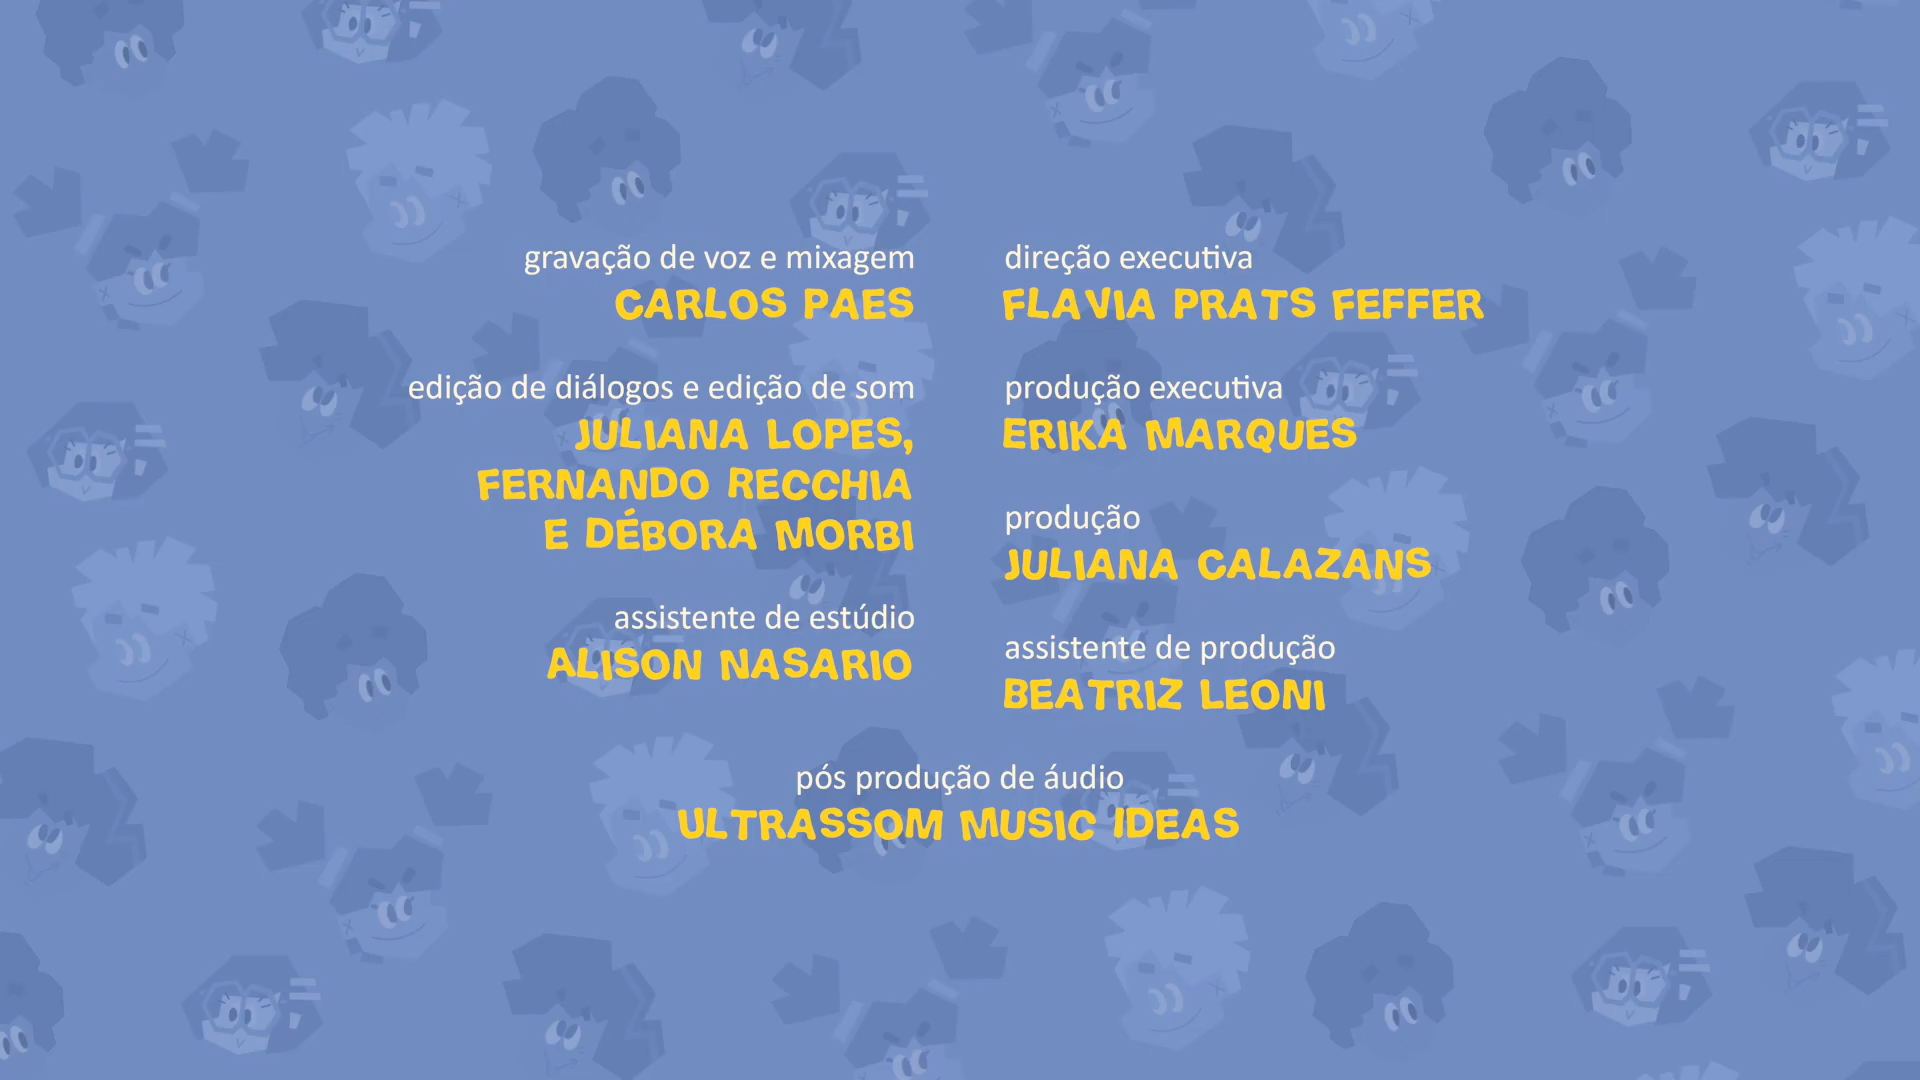 gravação de voz e mixagem
CARLOS PAES
edição de diálogos e edição de som
JULIANA LOPES,
FERNANDO RECCHIA
E DÉBORA MORBI
assistente de estúdio
ALISON NASARIO
direção executiva
FLAVIA PRATS FEFFER
produção executiva
ERIKA MARQUES
produção
JULIANA CALAZANS
assistente de produção
BEATRIZ LEONI
pós produção de áudio
ULTRASSOM MUSIC IDEAS